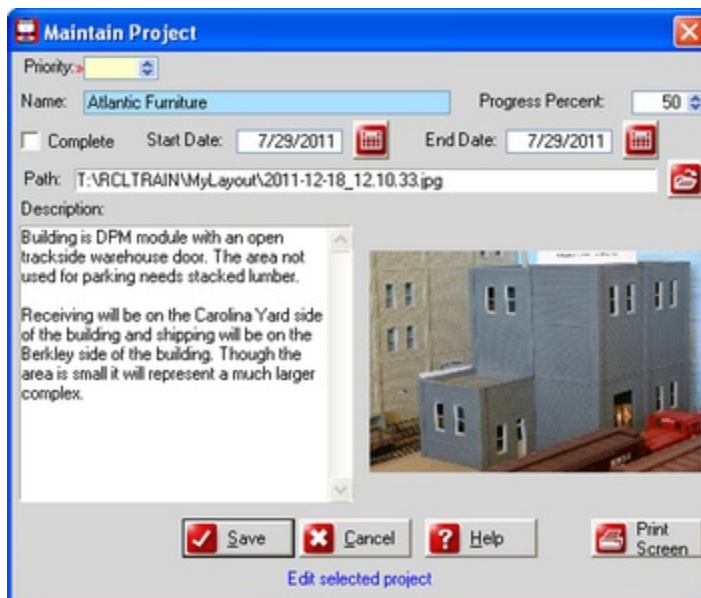 Maintain Project
Priority:»
Name: Atlantic Furniture Progress Percent: 50
Complete Start Date: 7/29/2011 End Date: 7/29/2011
Path: T:\RCLTRAIN\MyLayout\2011-12-18_12.10.33.jpg
Description:
Building is DPM module with an open
trackside warehouse door. The area not
used for parking needs stacked lumber.
Receiving will be on the Carolina Yard side
of the building and shipping will be on the
Berkley side of the building. Though the
area is small it will represent a much larger
complex.
Save Cancel Help Print
Screen
Edit selected project